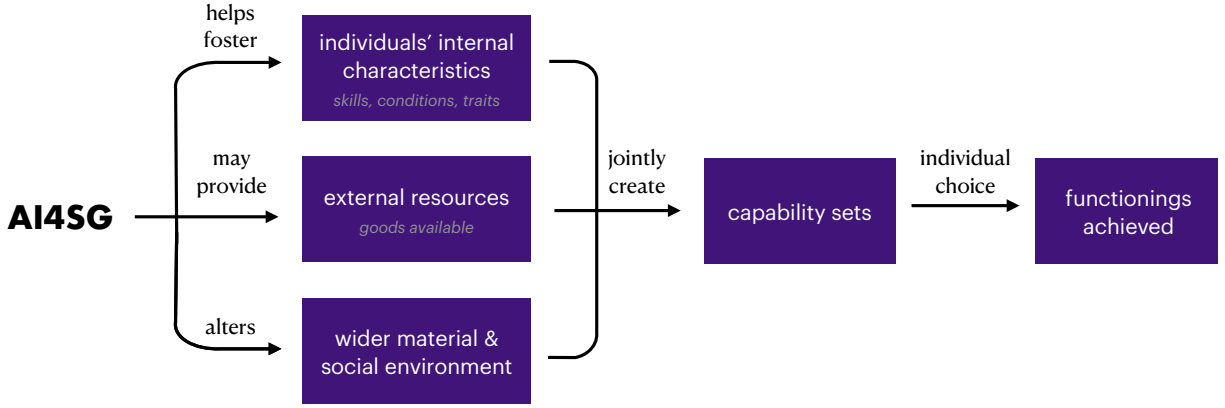 AI4SG
helps
foster
individuals’ internal
characteristics
skills, conditions, traits
may
provide
external resources
goods available
alters
wider material &
social environment
jointly
create
capability sets
individual
choice
functionings
achieved